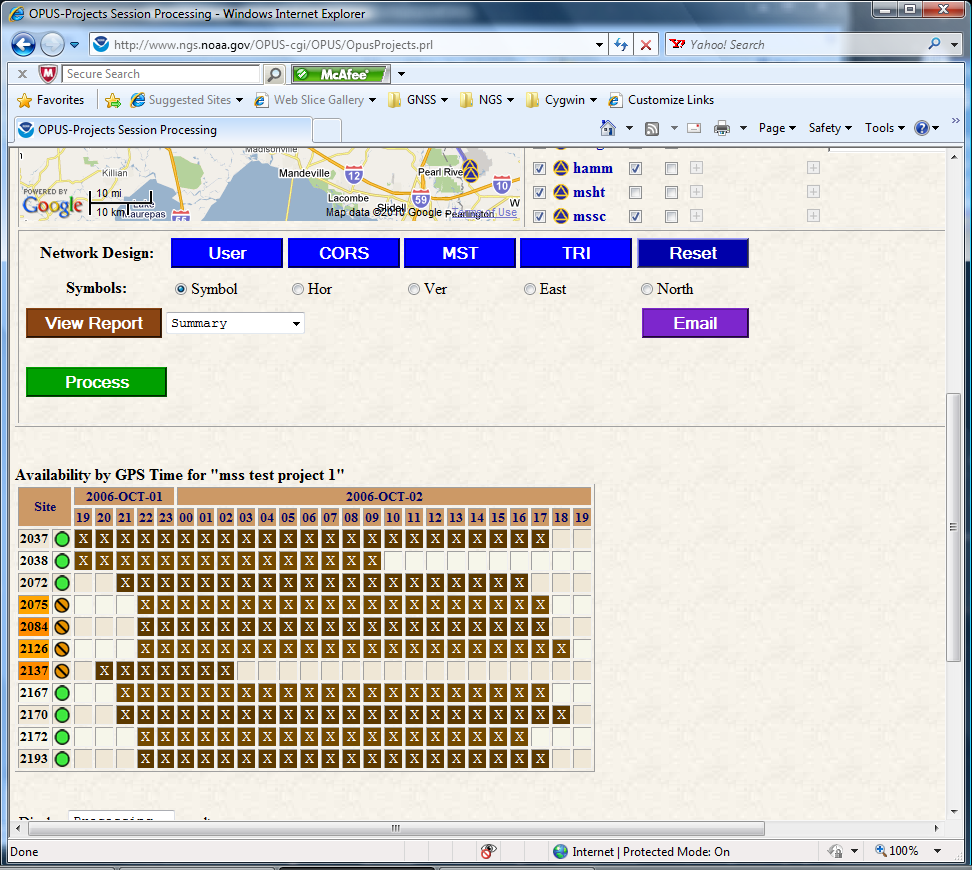 OPUS-Projects Session Processing - Windows Internet Explorer
http://www.ngs.noaa.gov/OPUS-cgi/OPUS/OpusProjects.prl
Yahoo! Search
Secure Search
McAfee
Favorites Suggested Sites Web Slice Gallery GNSS NGS Cygwin Customize Links
OPUS-Projects Session Processing
Page Safety Tools
Madisonville
Killian
Mandeville
12
Pearl River
59
10
Lacombe
Slidell
POWERED BY
Google
10 mi
10 km
Laurepas
55
Map data ©2010 Google
Terms of Use
Pearlington
W
hamm
msht
mssc
Network Design: User CORS MST TRI Reset
Symbols: Symbol Hor Ver East North
View Report Summary Email
Process
Availability by GPS Time for "mss test project 1"
Site 2006-OCT-01 2006-OCT-02
19 20 21 22 23 00 01 02 03 04 05 06 07 08 09 10 11 12 13 14 15 16 17 18 19
2037 X X X X X X X X X X X X X X X X X X X X X X X
2038 X X X X X X X X X X X X X X X
2072 X X X X X X X X X X X X X X X X X X X X
2075 X X X X X X X X X X X X X X X X X X X X
2084 X X X X X X X X X X X X X X X X X X X X
2126 X X X X X X X X X X X X X X X X X X X X X
2137 X X X X X X X
2167 X X X X X X X X X X X X X X X X X X X X X
2170 X X X X X X X X X X X X X X X X X X X X X X
2172 X X X X X X X X X X X X X X X X X X X
2193 X X X X X X X X X X X X X X X X X X X X
Done Internet | Protected Mode: On 100%